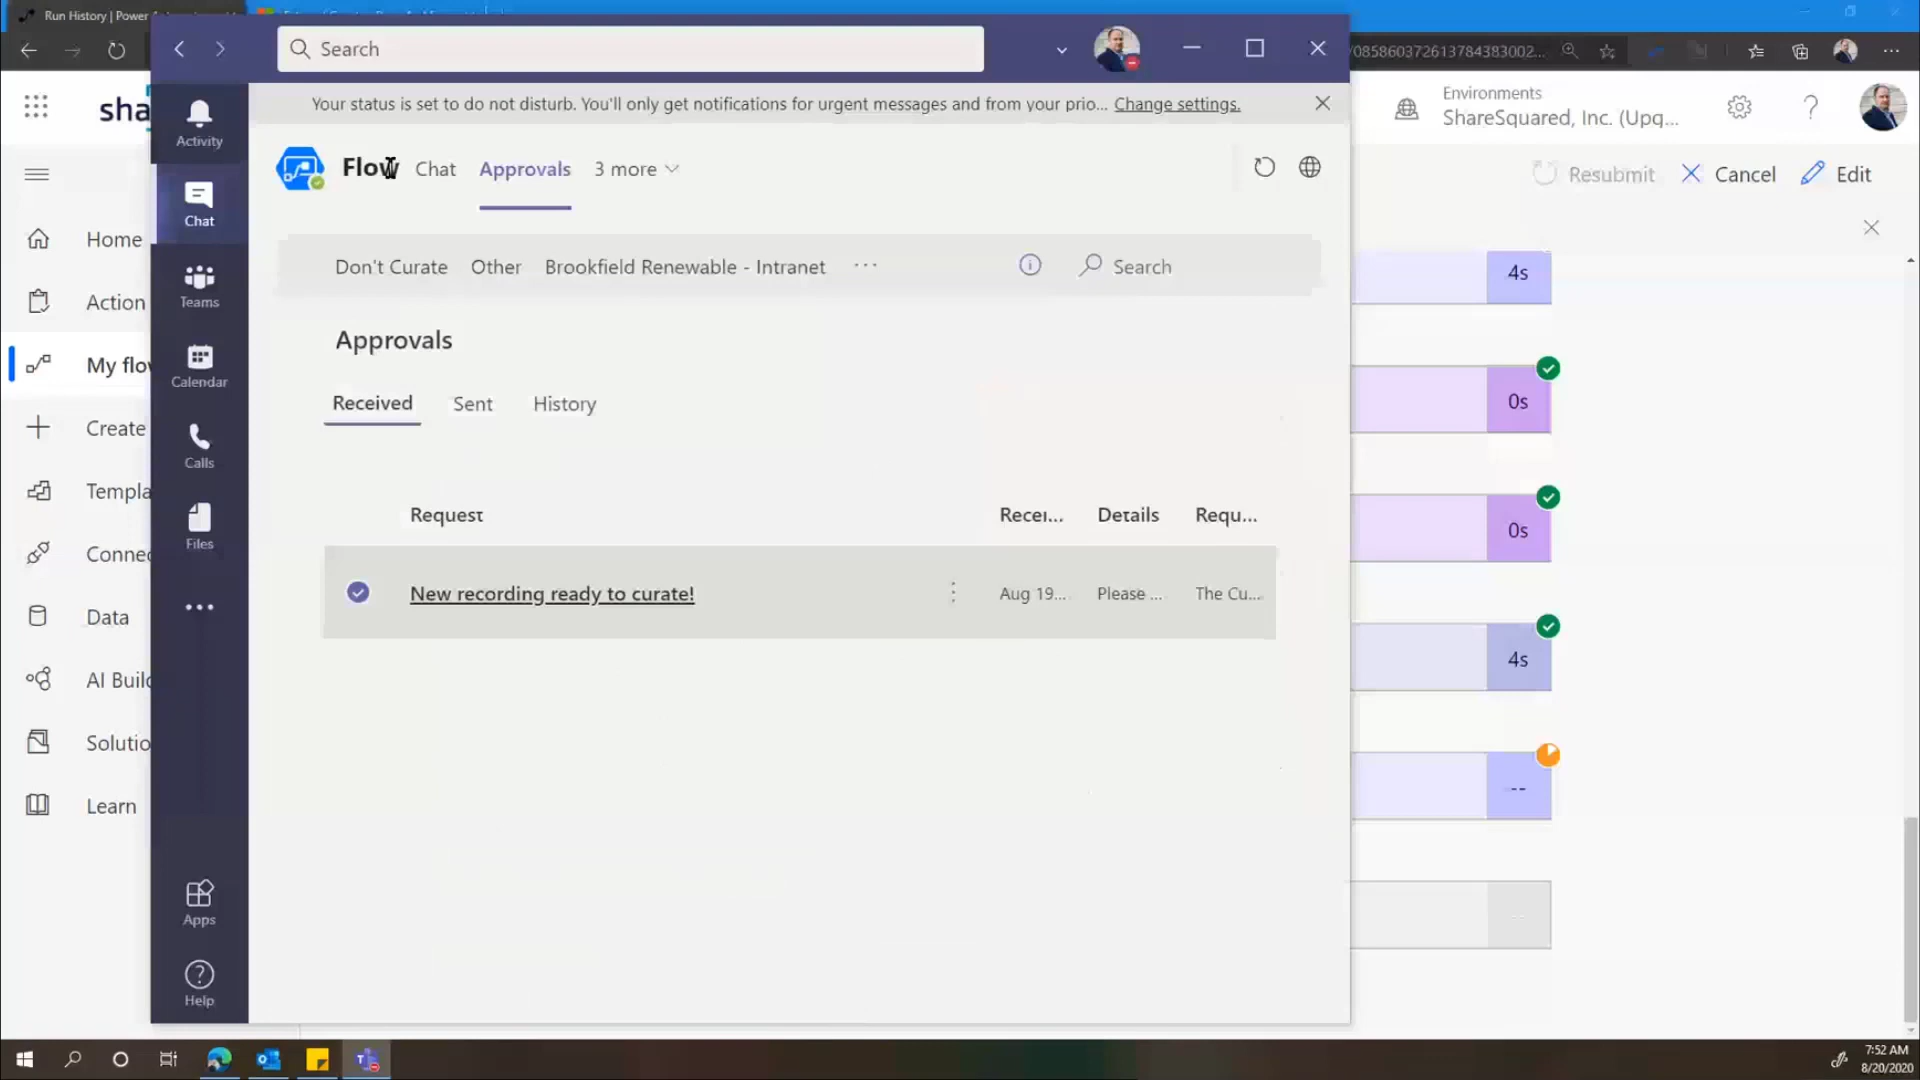 Run History | Power
Search
085860372613784383002...
Your status is set to do not disturb. You'll only get notifications for urgent messages and from your prio... Change settings.
sha
Environments
ShareSquared, Inc. (Upq...
Activity
Flow Chat Approvals 3 more
Resubmit Cancel Edit
Chat
Home
Don't Curate Other Brookfield Renewable - Intranet ... Search
4s
Teams
Action
Approvals
My flo
Calendar
Received Sent History
0s
Create
Calls
Templa
Request Recei... Details Requ...
0s
Files
Connec
New recording ready to curate! Aug 19... Please ... The Cu...
Data
4s
AI Builc
Solutio
--
Learn
Apps
Help
7:52 AM
8/20/2020